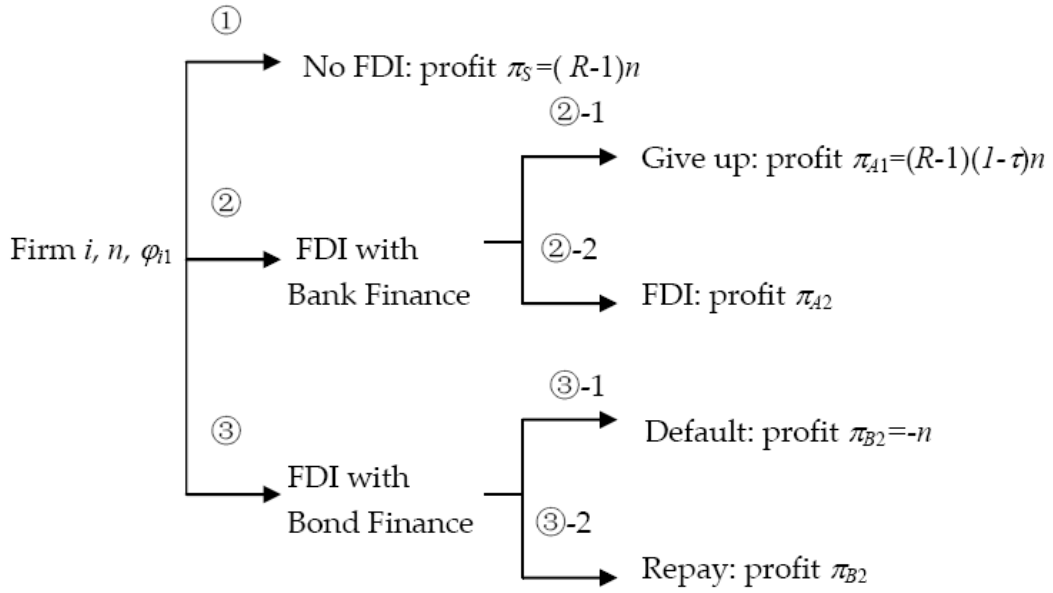 ①
No FDI: profit πS=( R-1)n
②-1
Give up: profit πA1=(R-1)(1-τ)n
②
Firm i, n, φi1
FDI with
Bank Finance
②-2
FDI: profit πA2
③-1
Default: profit πB2=-n
③
FDI with
Bond Finance
③-2
Repay: profit πB2